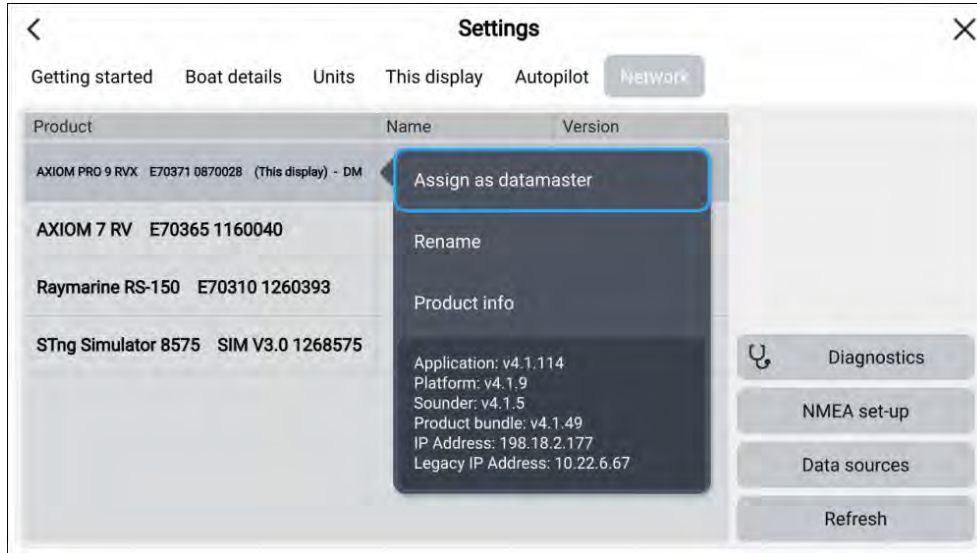 Settings
Getting started Boat details Units This display Autopilot Network
Product Name Version
AXIOM PRO 9 RVX E70371 0870028 (This display) - DM
Assign as datamaster
AXIOM 7 RV E70365 1160040
Rename
Raymarine RS-150 E70310 1260393
Product info
STng Simulator 8575 SIM V3.0 1268575
Application: v4.1.114
Platform: v4.1.9
Sounder: v4.1.5
Product bundle: v4.1.49
IP Address: 198.18.2.177
Legacy IP Address: 10.22.6.67
Diagnostics
NMEA set-up
Data sources
Refresh